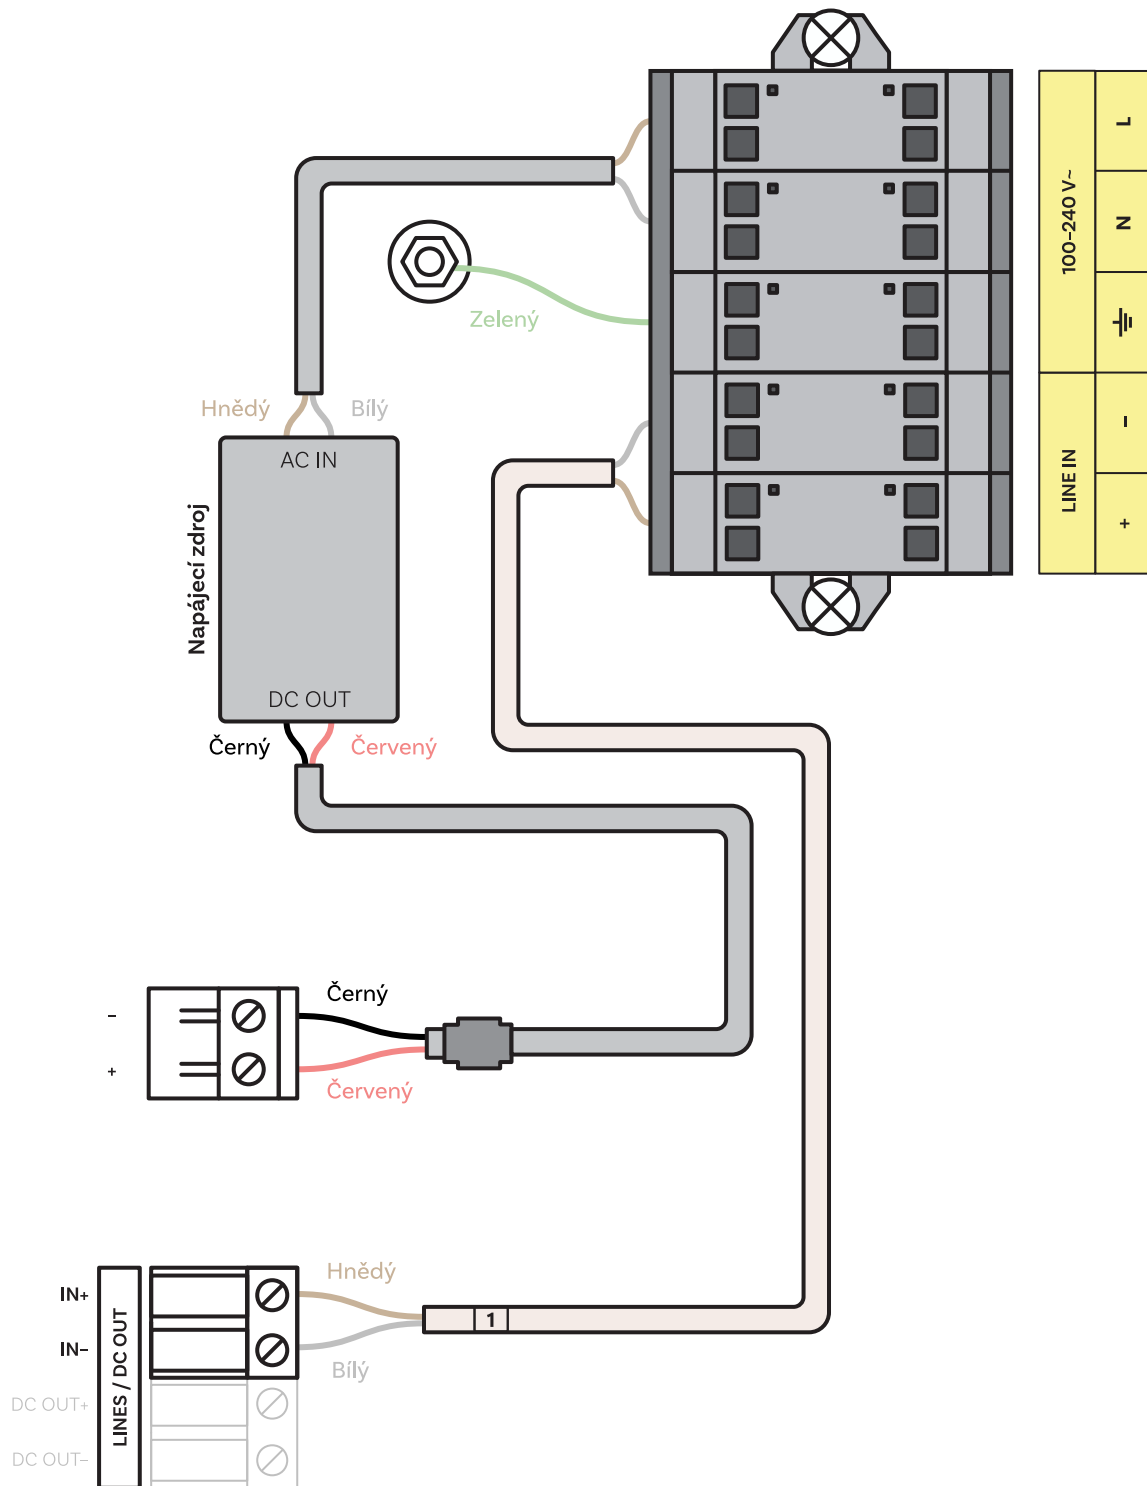 L
N
100-240 V~
-
+
LINE IN
Zelený
Hnědý
Bílý
AC IN
Napájecí zdroj
DC OUT
Černý
Červený
-
+
Černý
Červený
Hnědý
IN+
IN-
1
Bílý
LINES / DC OUT
DC OUT+
DC OUT-